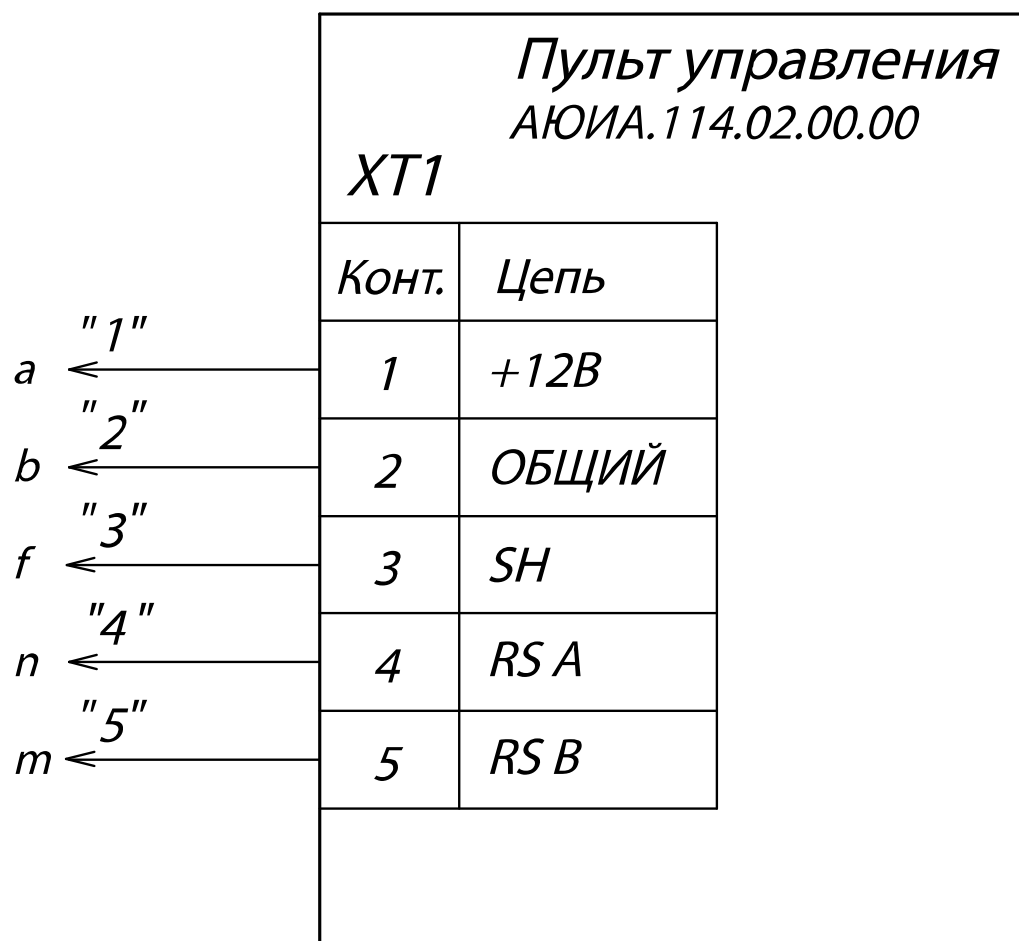 Пульт управления
АЮИА.114.02.00.00
XT1
Конт. Цепь
a "1" 1 +12В
b "2" 2 ОБЩИЙ
f "3" 3 SH
n "4" 4 RS A
m "5" 5 RS B